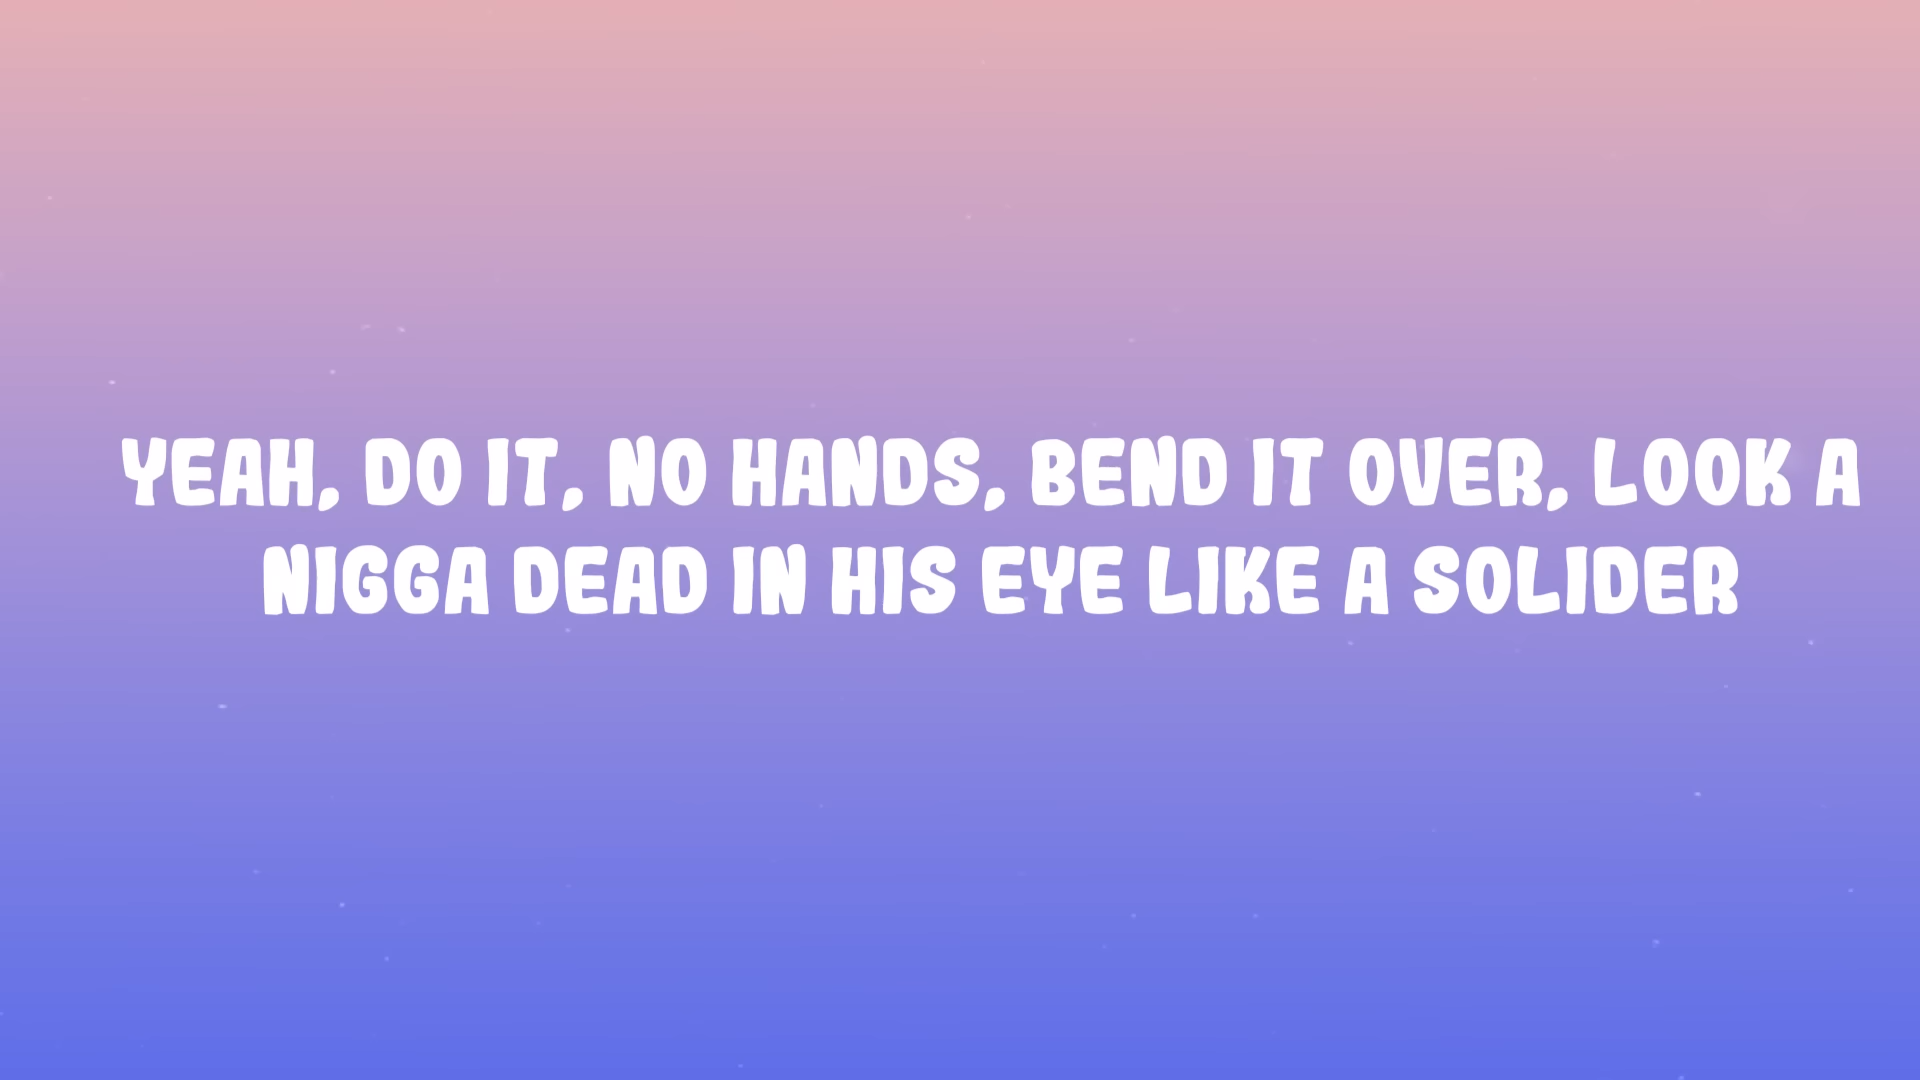 YEAH, DO IT, NO HANDS, BEND IT OVER, LOOK A
NIGGA DEAD IN HIS EYE LIKE A SOLIDER